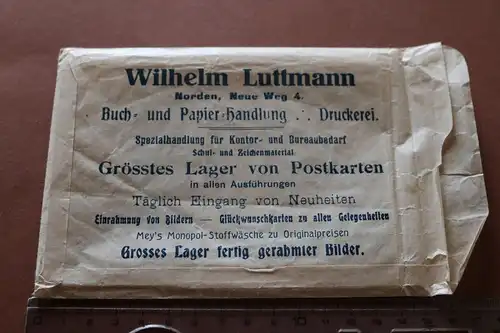 Wilhelm Luttmann
Norden, Neue Weg 4.
Buch- und Papier-Handlung .·. Druckerei.
Spezialhandlung für Kontor- und Bureaubedarf
Schul- und Zeichenmaterial
Grösstes Lager von Postkarten
in allen Ausführungen
Täglich Eingang von Neuheiten
Einrahmung von Bildern — Glückwunschkarten zu allen Gelegenheiten
Mey's Monopol-Stoffwäsche zu Originalpreisen
Grosses Lager fertig gerahmter Bilder.